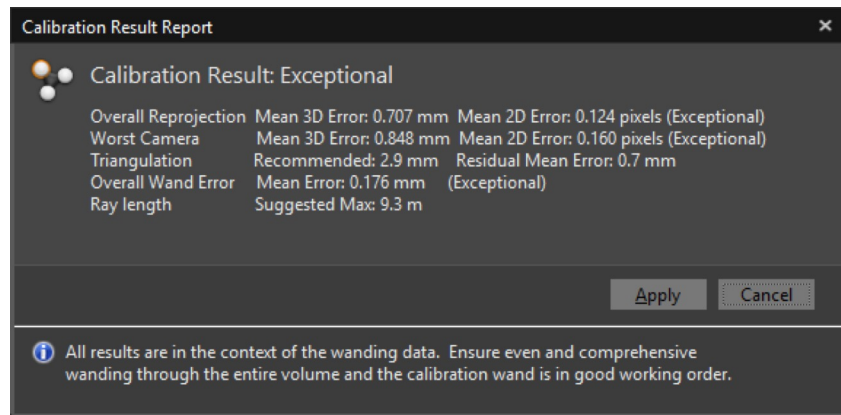 Calibration Result Report
Calibration Result: Exceptional
Overall Reprojection Mean 3D Error: 0.707 mm Mean 2D Error: 0.124 pixels (Exceptional)
Worst Camera Mean 3D Error: 0.848 mm Mean 2D Error: 0.160 pixels (Exceptional)
Triangulation Recommended: 2.9 mm Residual Mean Error: 0.7 mm
Overall Wand Error Mean Error: 0.176 mm (Exceptional)
Ray length Suggested Max: 9.3 m
Apply Cancel
All results are in the context of the wanding data. Ensure even and comprehensive
wanding through the entire volume and the calibration wand is in good working order.